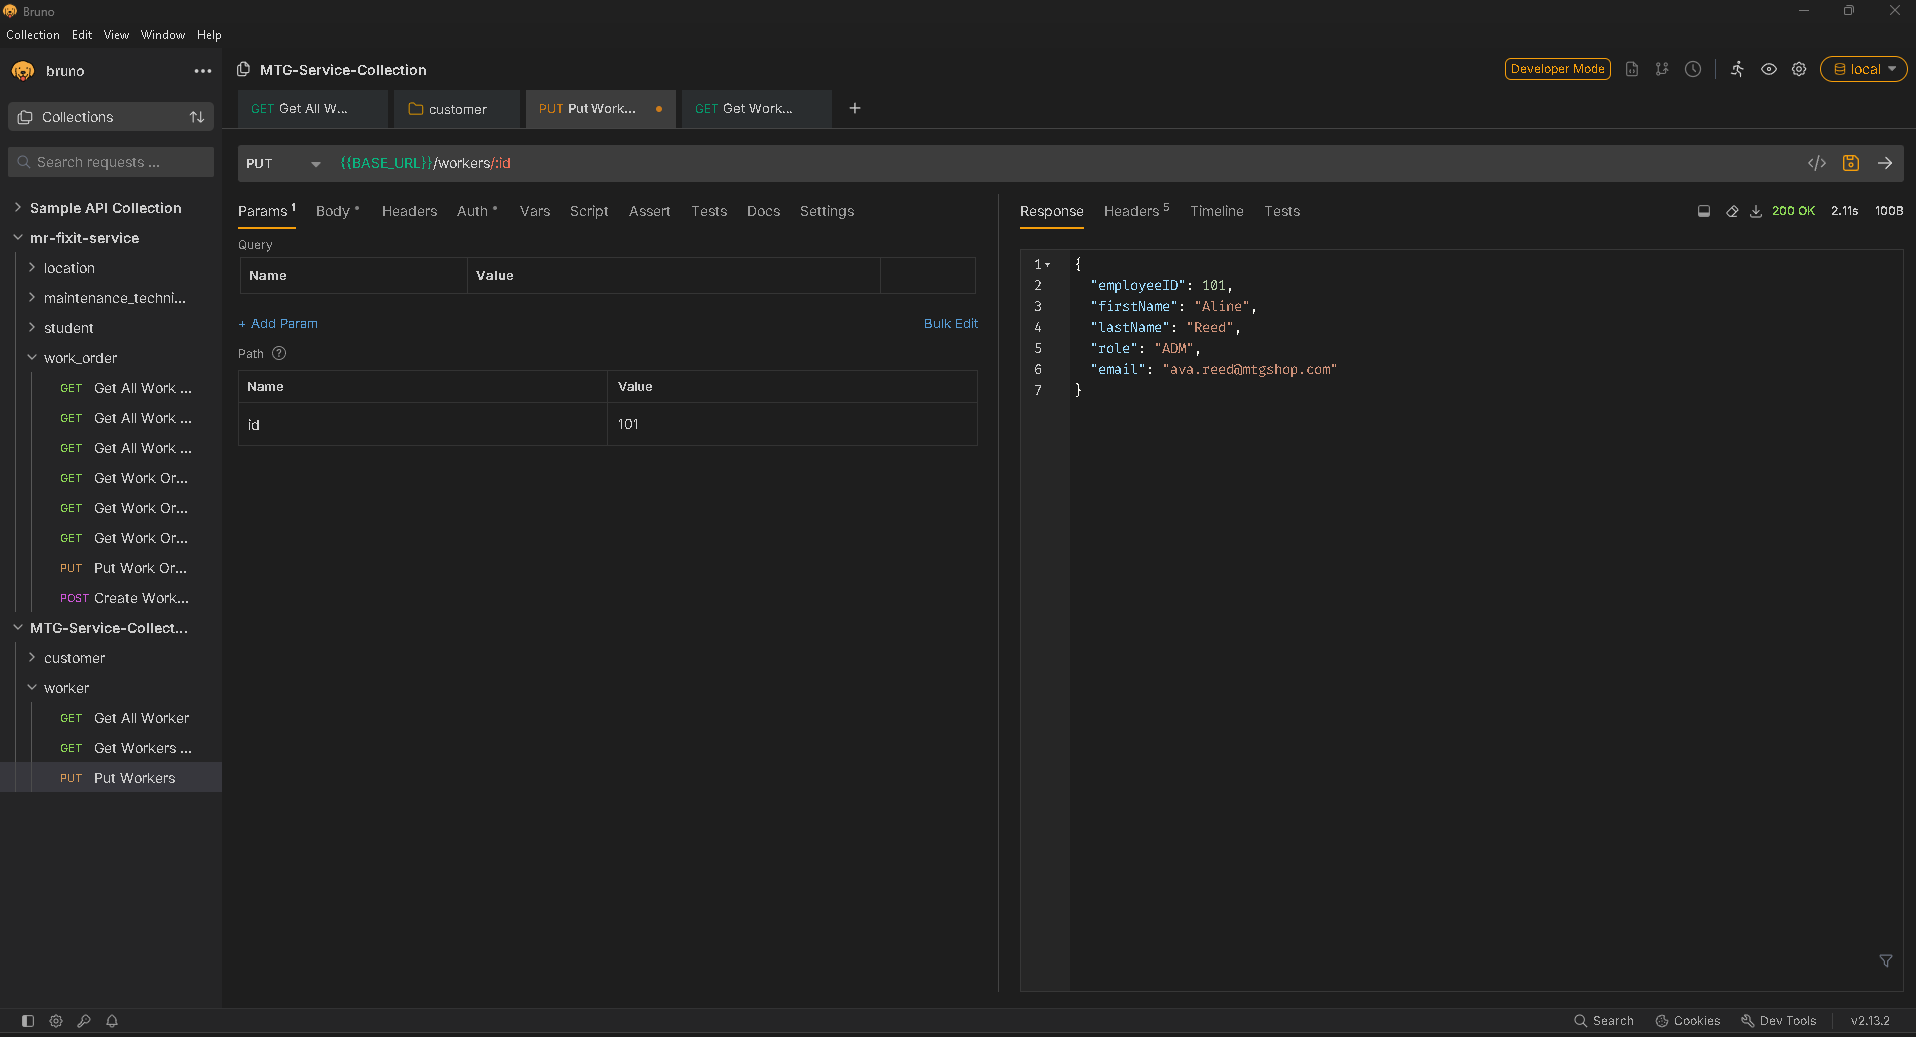 Bruno
Collection Edit View Window Help
bruno
MTG-Service-Collection
Developer Mode
local
Collections
GET Get All W...
customer
PUT Put Work...
GET Get Work...
Search requests ...
PUT
{{BASE_URL}}/workers/:id
Sample API Collection
mr-fixit-service
location
maintenance_techni...
student
work_order
GET Get All Work ...
GET Get All Work ...
GET Get All Work ...
GET Get Work Or...
GET Get Work Or...
GET Get Work Or...
PUT Put Work Or...
POST Create Work...
MTG-Service-Collect...
customer
worker
GET Get All Worker
GET Get Workers ...
PUT Put Workers
Params 1 Body Headers Auth Vars Script Assert Tests Docs Settings
Query
Name Value
+ Add Param Bulk Edit
Path ?
Name Value
id 101
Response Headers 5 Timeline Tests
200 OK 2.11s 100B
1 {
2 "employeeID": 101,
3 "firstName": "Aline",
4 "lastName": "Reed",
5 "role": "ADM",
6 "email": "ava.reed@mtgshop.com"
7 }
Search Cookies Dev Tools v2.13.2